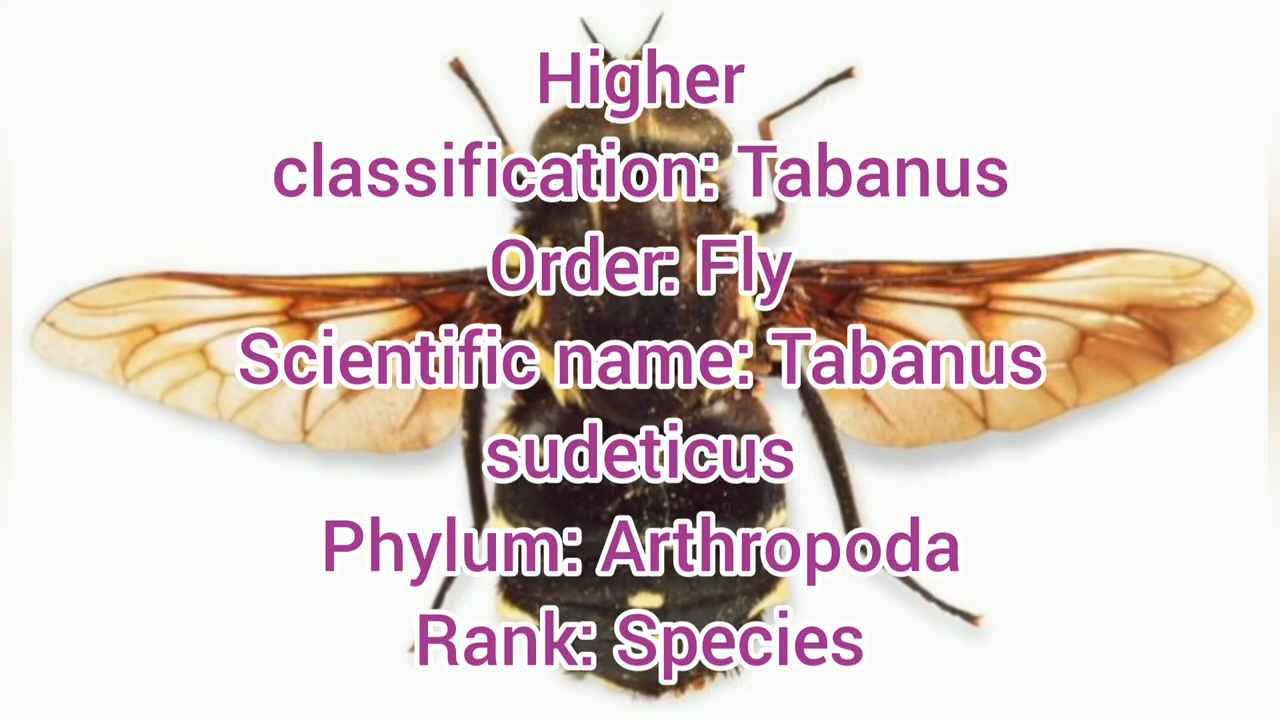 Higher
classification: Tabanus
Order: Fly
Scientific name: Tabanus
sudeticus
Phylum: Arthropoda
Rank: Species